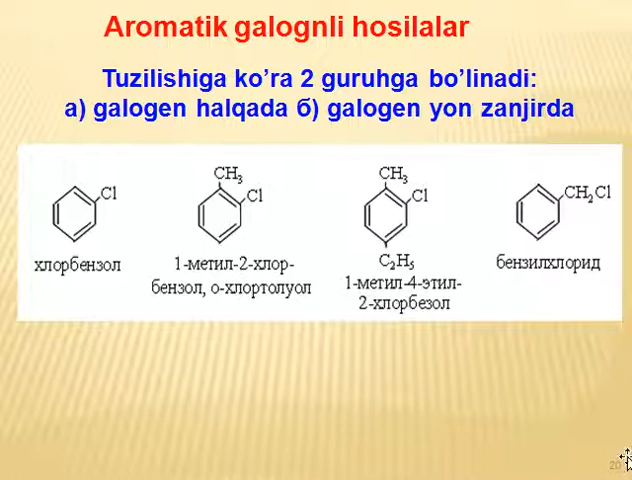 Aromatik galognli hosilalar
Tuzilishiga ko’ra 2 guruhga bo’linadi:
a) galogen halqada б) galogen yon zanjirda
Cl
хлорбензол
CH₃
Cl
1-метил-2-хлор-
бензол, о-хлортолуол
CH₃
Cl
C₂H₅
1-метил-4-этил-
2-хлорбезол
CH₂Cl
бензилхлорид
20